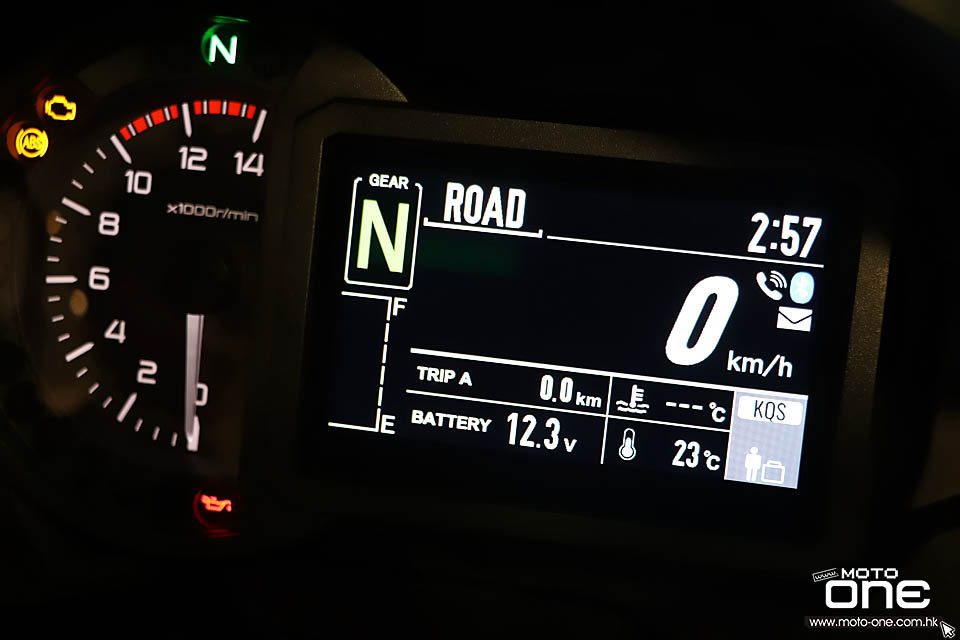 N
ABS
12 14
10
x1000r/min
8
6
4
2
0
GEAR
N
ROAD
2:57
F
0 km/h
E
TRIP A 0.0 km
BATTERY 12.3 V
--- °C
23 °C
KQS
MOTO
ONE
www.moto-one.com.hk